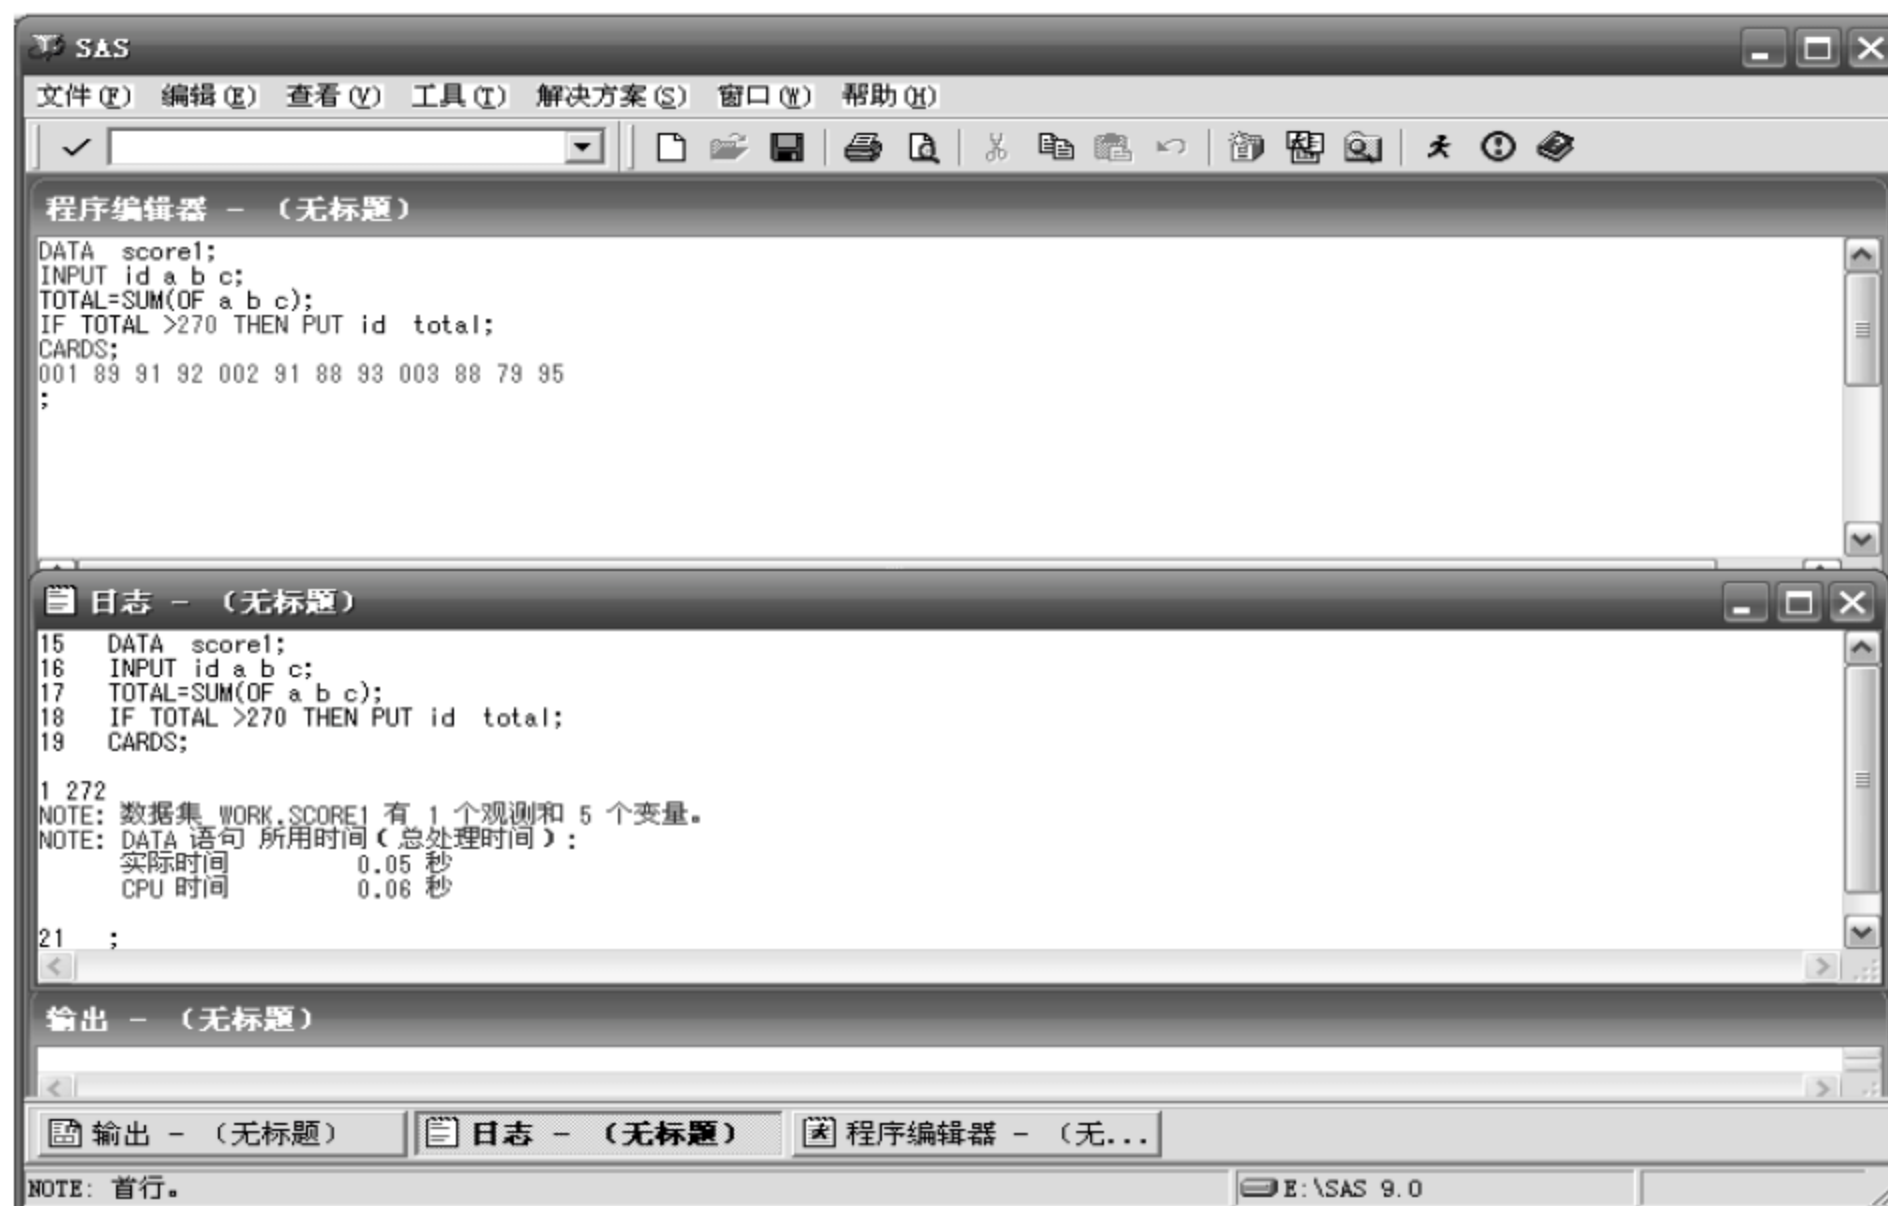 SAS
文件(F) 编辑(E) 查看(V) 工具(T) 解决方案(S) 窗口(W) 帮助(H)
程序编辑器 - （无标题）
DATA  score1;
INPUT id a b c;
TOTAL=SUM(OF a b c);
IF TOTAL >270 THEN PUT id  total;
CARDS;
001 89 91 92 002 91 88 93 003 88 79 95
;
日志 - （无标题）
15   DATA  score1;
16   INPUT id a b c;
17   TOTAL=SUM(OF a b c);
18   IF TOTAL >270 THEN PUT id  total;
19   CARDS;
1 272
NOTE: 数据集 WORK.SCORE1 有 1 个观测和 5 个变量。
NOTE: DATA 语句 所用时间（总处理时间）:
实际时间          0.05 秒
CPU 时间          0.06 秒
21   ;
输出 - （无标题）
输出 - （无标题） 日志 - （无标题） 程序编辑器 - （无...
NOTE: 首行。 E:\SAS 9.0